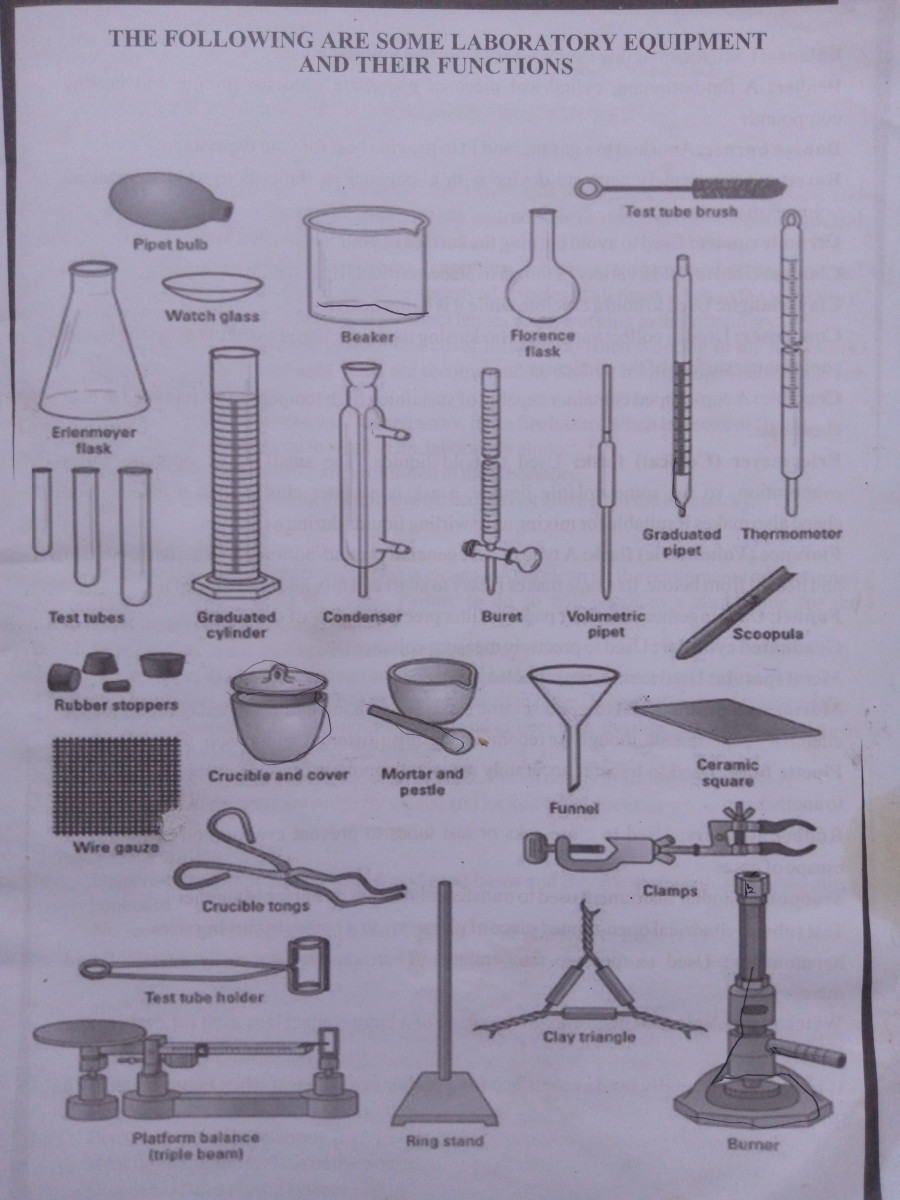 THE FOLLOWING ARE SOME LABORATORY EQUIPMENT
AND THEIR FUNCTIONS
Pipet bulb
Test tube brush
Watch glass
Beaker
Florence
flask
Erlenmeyer
flask
Graduated
pipet
Thermometer
Test tubes
Graduated
cylinder
Condenser
Buret
Volumetric
pipet
Scoopula
Rubber stoppers
Crucible and cover
Mortar and
pestle
Funnel
Ceramic
square
Wire gauze
Crucible tongs
Clamps
Test tube holder
Clay triangle
Platform balance
(triple beam)
Ring stand
Burner